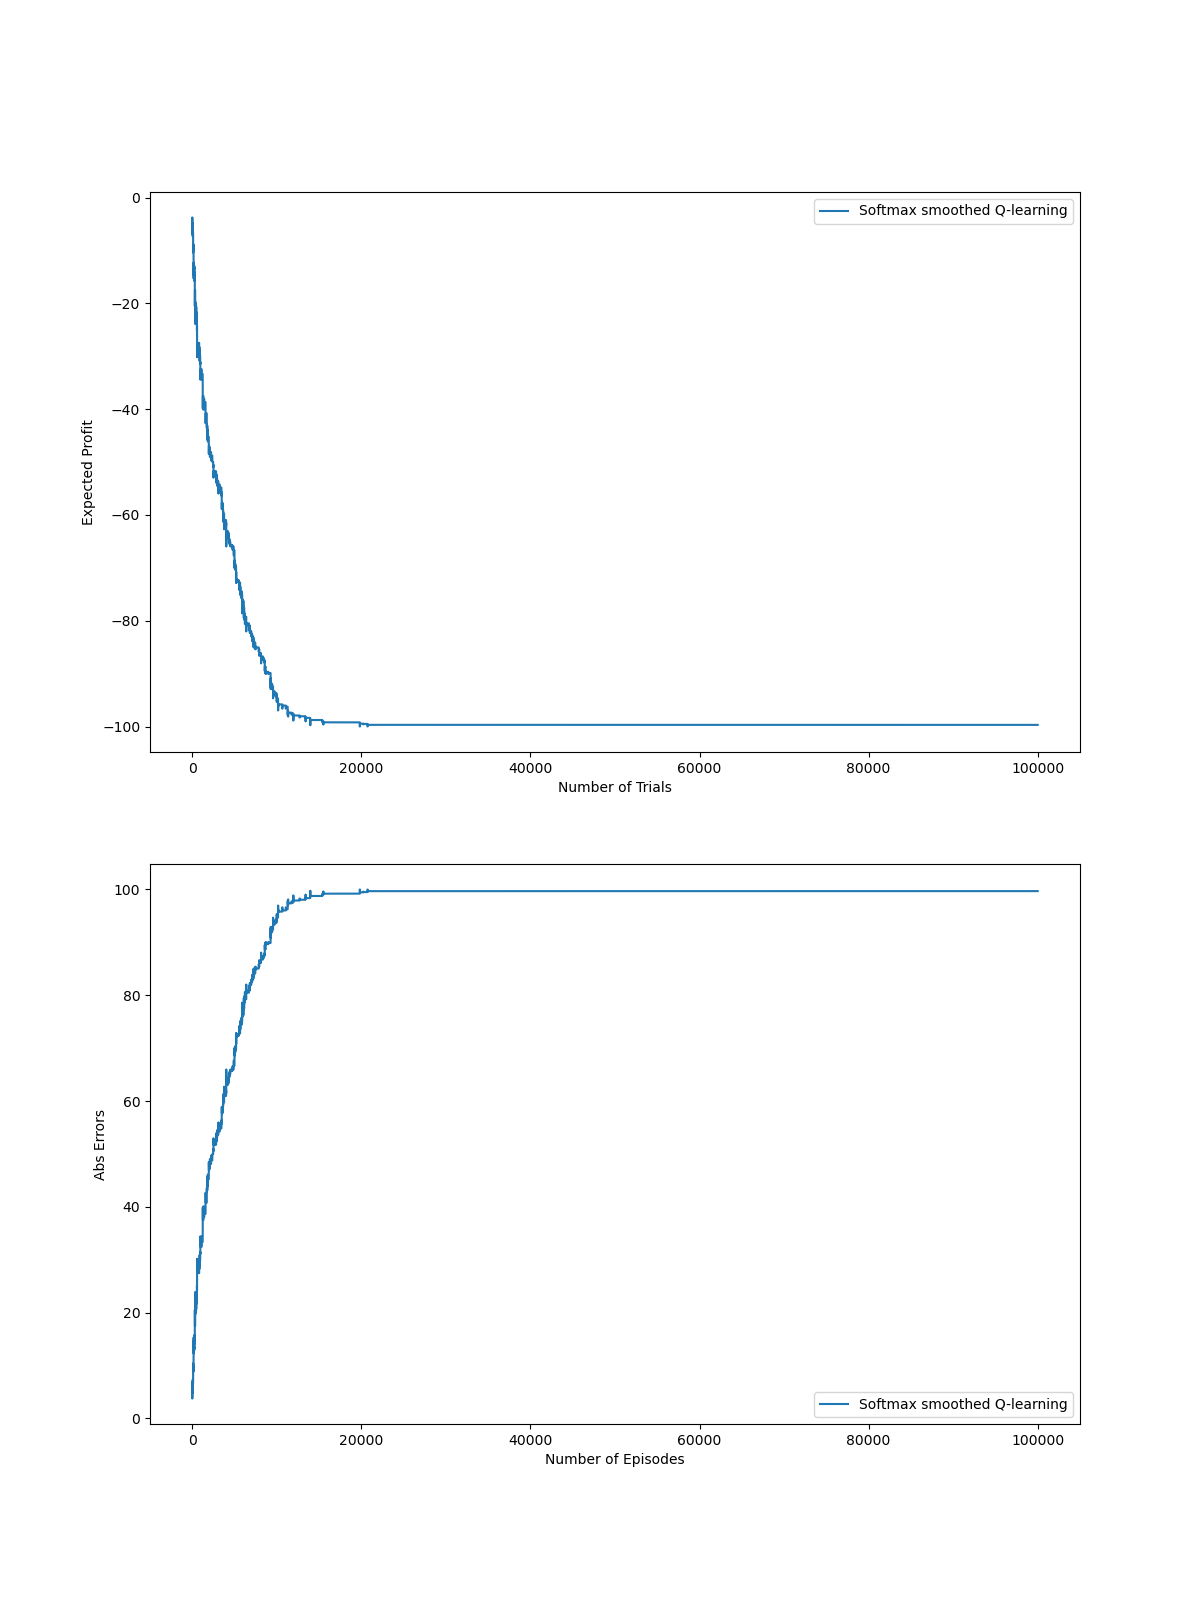 0
−20
−40
−60
−80
−100
Expected Profit
Softmax smoothed Q-learning
0 20000 40000 60000 80000 100000
Number of Trials
100
80
60
40
20
0
Abs Errors
Softmax smoothed Q-learning
0 20000 40000 60000 80000 100000
Number of Episodes